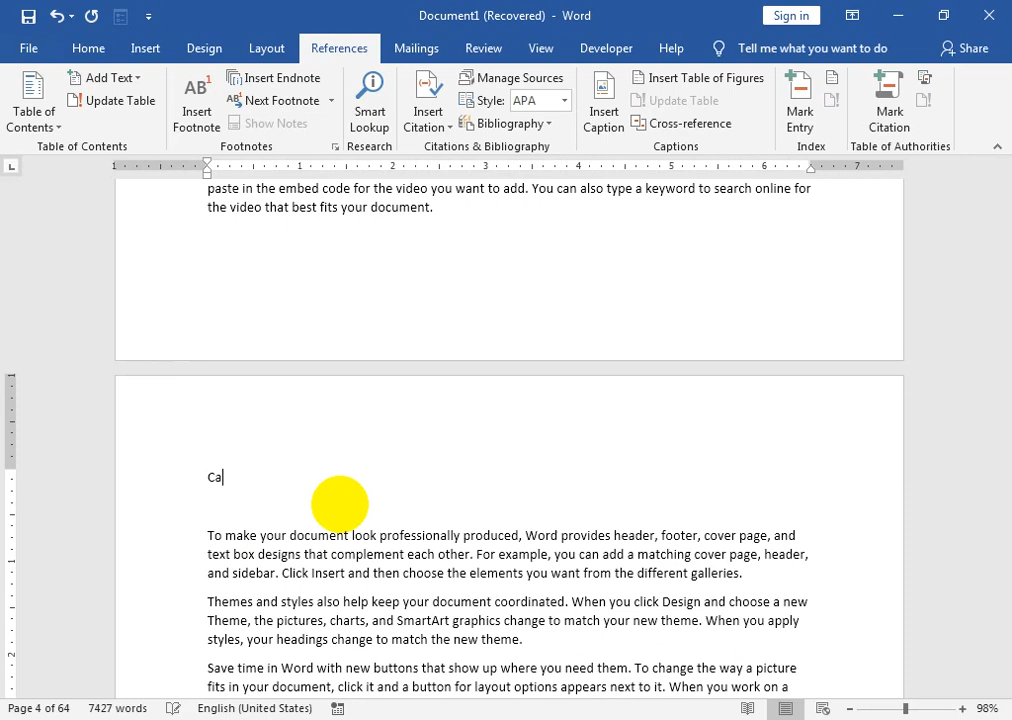 Document1 (Recovered) - Word
Sign in
File Home Insert Design Layout References Mailings Review View Developer Help Tell me what you want to do Share
Table of Contents
Add Text
Update Table
Table of Contents
AB1
Insert Footnote
Insert Endnote
Next Footnote
Show Notes
Footnotes
Smart Lookup
Research
Insert Citation
Manage Sources
Style: APA
Bibliography
Citations & Bibliography
Insert Caption
Insert Table of Figures
Update Table
Cross-reference
Captions
Mark Entry
Index
Mark Citation
Table of Authorities
L
1 1 2 3 4 5 6 7
paste in the embed code for the video you want to add. You can also type a keyword to search online for
the video that best fits your document.
1
Ca
To make your document look professionally produced, Word provides header, footer, cover page, and
text box designs that complement each other. For example, you can add a matching cover page, header,
and sidebar. Click Insert and then choose the elements you want from the different galleries.
1
Themes and styles also help keep your document coordinated. When you click Design and choose a new
Theme, the pictures, charts, and SmartArt graphics change to match your new theme. When you apply
styles, your headings change to match the new theme.
2
Save time in Word with new buttons that show up where you need them. To change the way a picture
fits in your document, click it and a button for layout options appears next to it. When you work on a
Page 4 of 64 7427 words English (United States) 98%